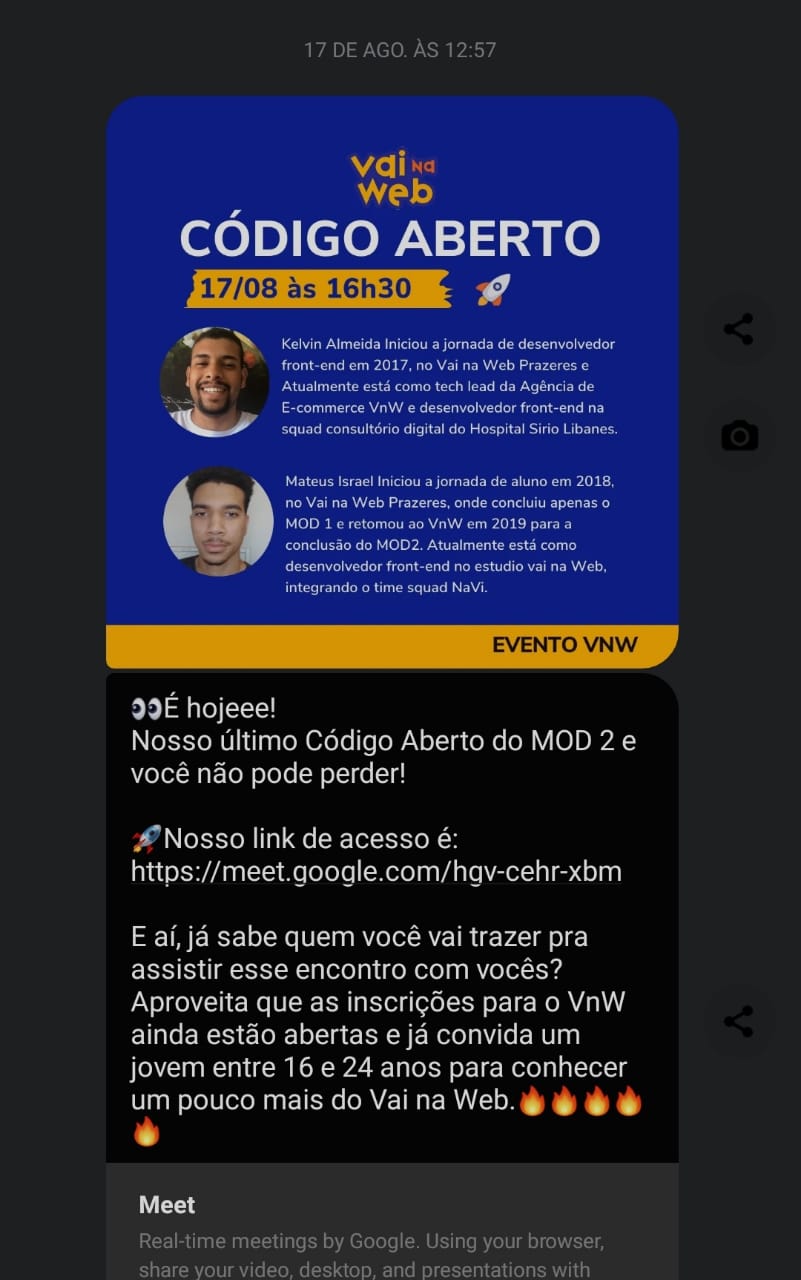 17 DE AGO. ÀS 12:57
vai na
web
CÓDIGO ABERTO
17/08 às 16h30 🚀
Kelvin Almeida Iniciou a jornada de desenvolvedor
front-end em 2017, no Vai na Web Prazeres e
Atualmente está como tech lead da Agência de
E-commerce VnW e desenvolvedor front-end na
squad consultório digital do Hospital Sirio Libanes.
Mateus Israel Iniciou a jornada de aluno em 2018,
no Vai na Web Prazeres, onde concluiu apenas o
MOD 1 e retomou ao VnW em 2019 para a
conclusão do MOD2. Atualmente está como
desenvolvedor front-end no estudio vai na Web,
integrando o time squad NaVi.
EVENTO VNW
👀É hojeee!
Nosso último Código Aberto do MOD 2 e
você não pode perder!
🚀Nosso link de acesso é:
https://meet.google.com/hgv-cehr-xbm
E aí, já sabe quem você vai trazer pra
assistir esse encontro com vocês?
Aproveita que as inscrições para o VnW
ainda estão abertas e já convida um
jovem entre 16 e 24 anos para conhecer
um pouco mais do Vai na Web.🔥🔥🔥🔥
🔥
Meet
Real-time meetings by Google. Using your browser,
share your video, desktop, and presentations with